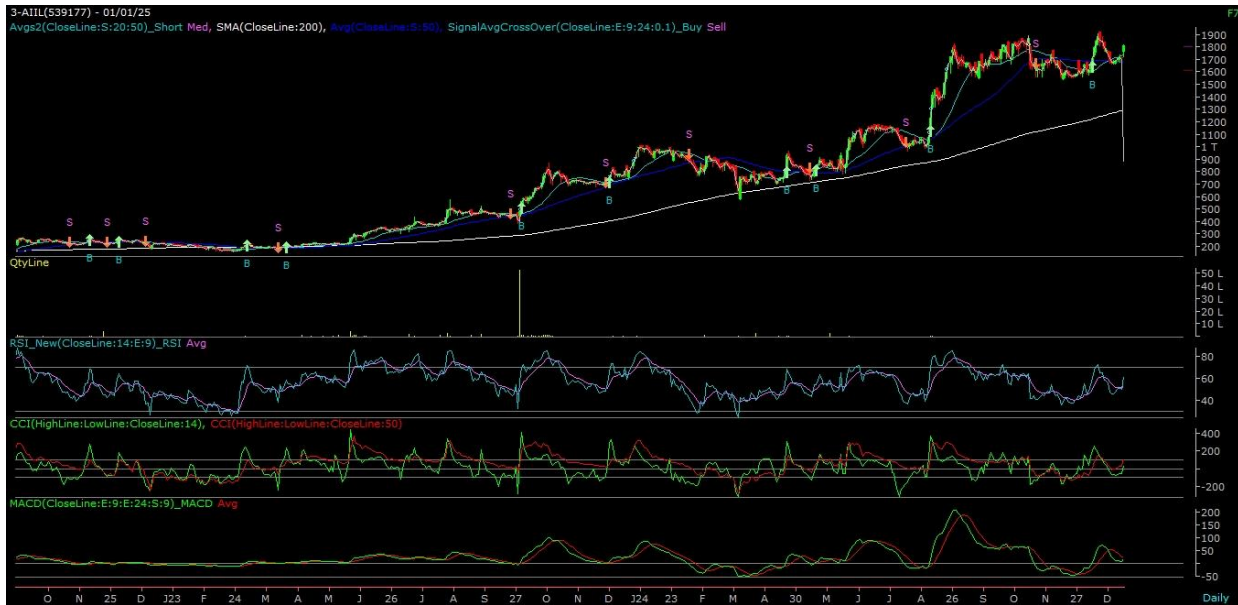 3-AIIL(539177) - 01/01/25
F7
Avgs2(CloseLine:S:20:50)_Short Med, SMA(CloseLine:200), Avg(CloseLine:S:50), SignalAvgCrossOver(CloseLine:E:9:24:0.1)_Buy Sell
1900
1800
1700
1600
1500
1400
1300
1200
1100
1 T
900
800
700
600
500
400
300
200
S S S S S S S S S S
B B B B B B B B B B
QtyLine
50 L
40 L
30 L
20 L
10 L
RSI_New(CloseLine:14:E:9)_RSI Avg
80
60
40
CCI(HighLine:LowLine:CloseLine:14), CCI(HighLine:LowLine:CloseLine:50)
400
200
-200
MACD(CloseLine:E:9:E:24:S:9)_MACD Avg
200
150
100
50
-50
O N 25 D J23 F 24 M A M 26 J A S 27 O N D J24 23 F M A 30 M J J A 26 S O N 27 D Daily